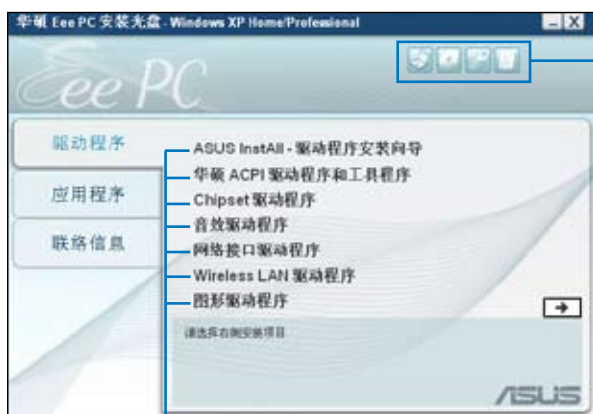 华硕 Eee PC 安装光盘 - Windows XP Home/Professional
Eee PC
驱动程序
应用程序
联络信息
ASUS InstAll - 驱动程序安装向导
华硕 ACPI 驱动程序和工具程序
Chipset 驱动程序
音效驱动程序
网络接口驱动程序
Wireless LAN 驱动程序
图形驱动程序
请选择右侧安装项目
ASUS